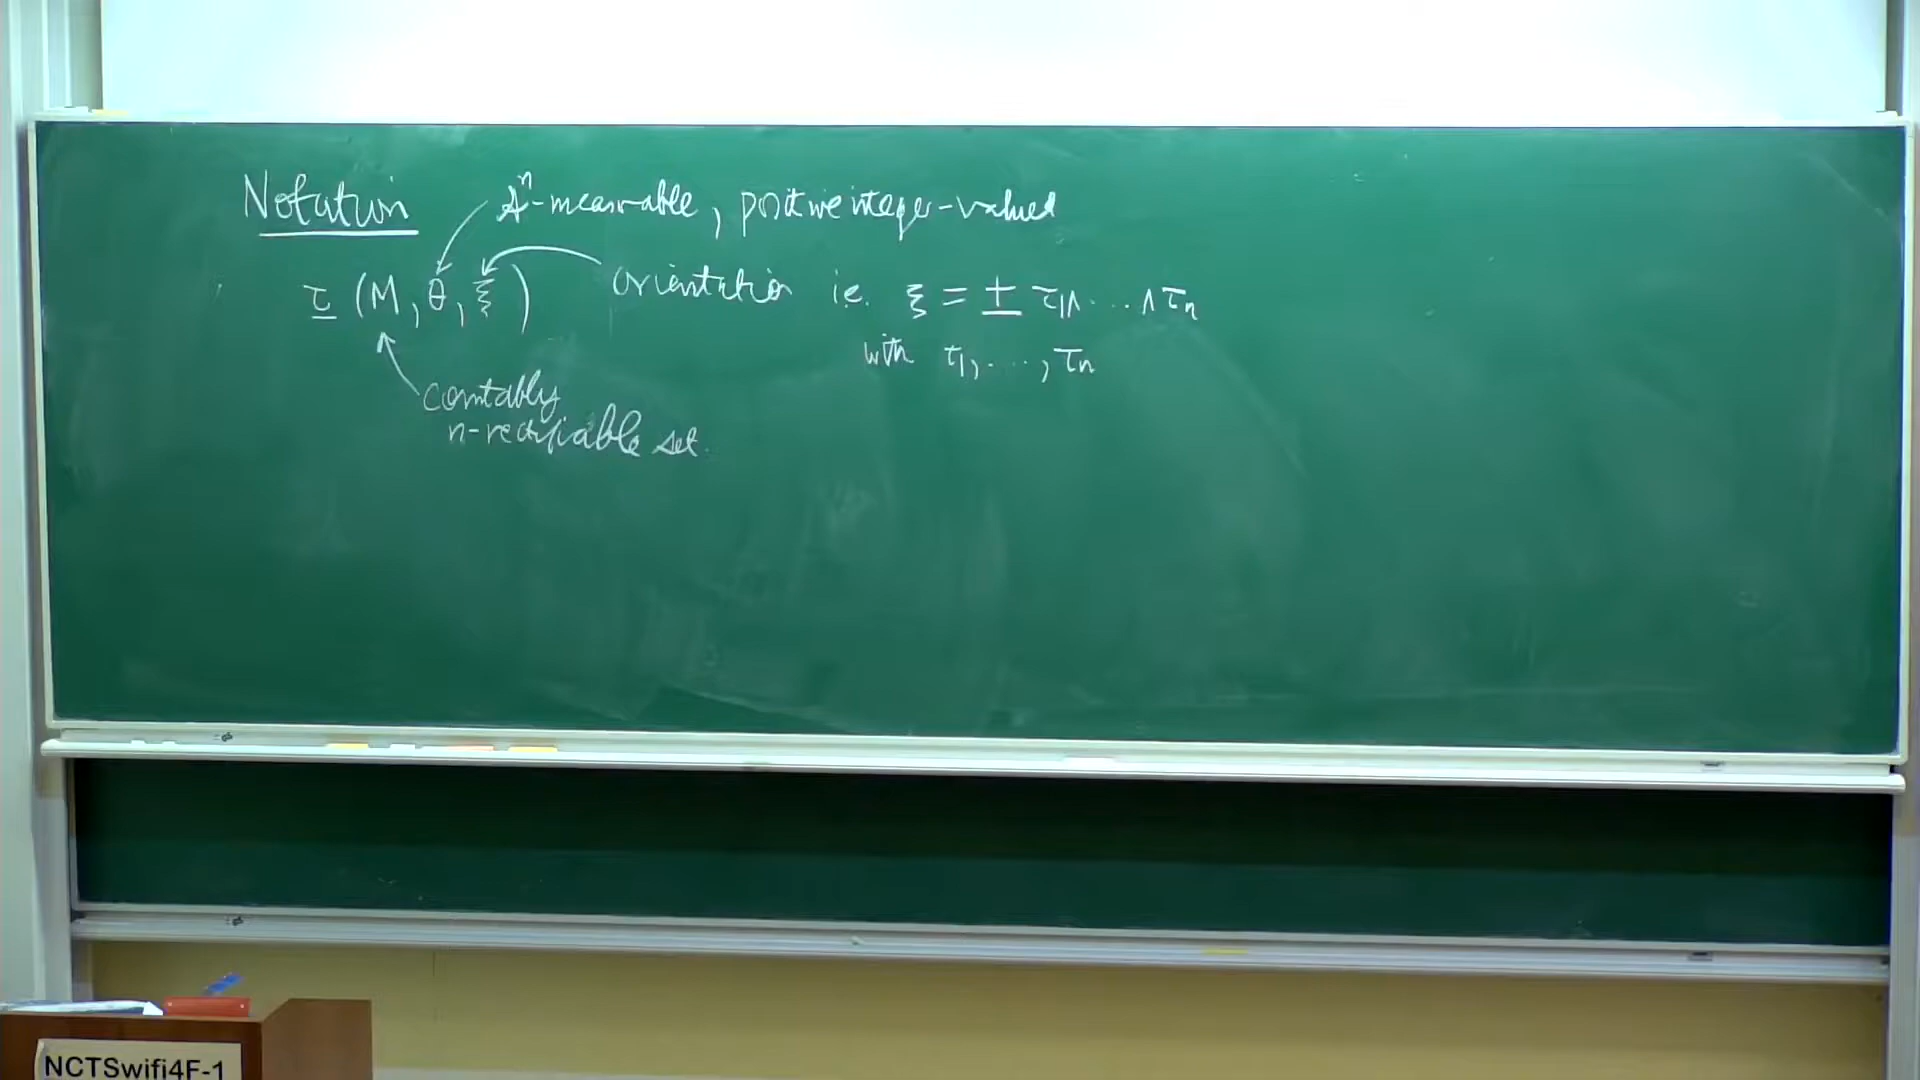 Notation
ℋⁿ-measurable, positive integer-valued
τ (M, θ, ξ)
orientation i.e. ξ = ± τ₁∧...∧τₙ
with τ₁, ..., τₙ
countably
n-rectifiable set.
NCTSwifi4F-1